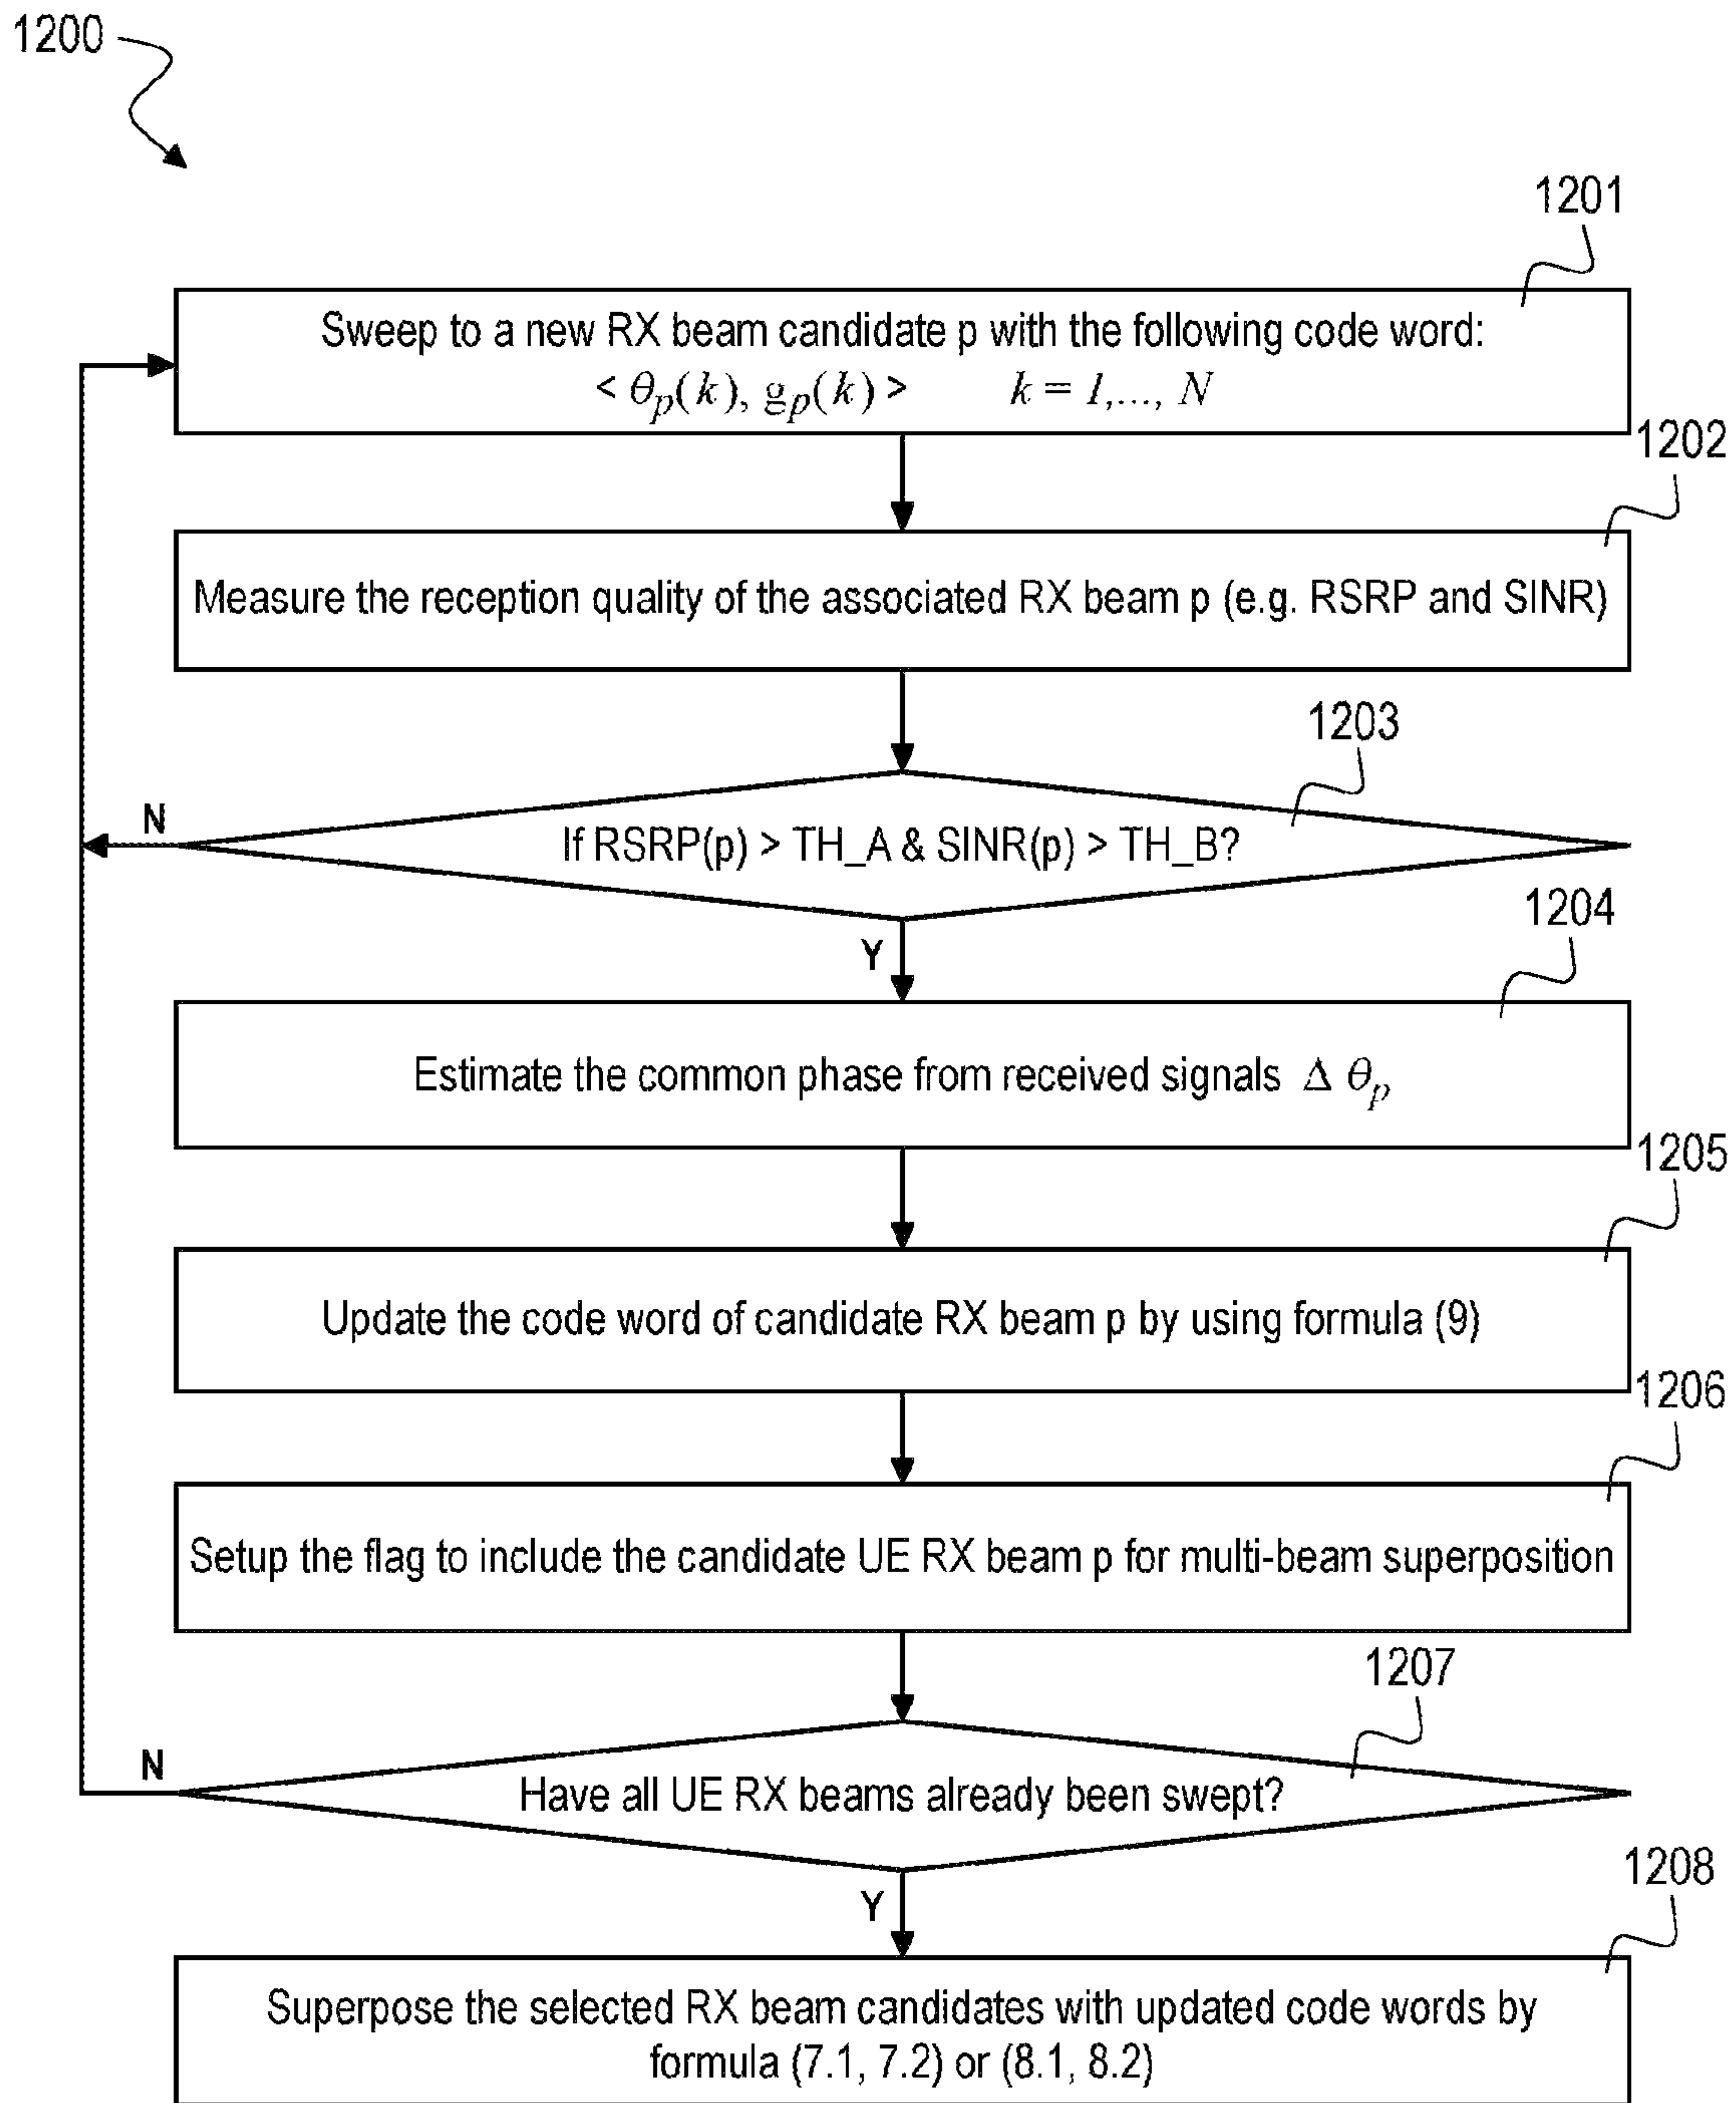 1200
1201
Sweep to a new RX beam candidate p with the following code word:
< θp(k), gp(k) > k = 1,..., N
1202
Measure the reception quality of the associated RX beam p (e.g. RSRP and SINR)
1203
N
If RSRP(p) > TH_A & SINR(p) > TH_B?
1204
Y
Estimate the common phase from received signals Δ θp
1205
Update the code word of candidate RX beam p by using formula (9)
1206
Setup the flag to include the candidate UE RX beam p for multi-beam superposition
1207
N
Have all UE RX beams already been swept?
1208
Y
Superpose the selected RX beam candidates with updated code words by
formula (7.1, 7.2) or (8.1, 8.2)